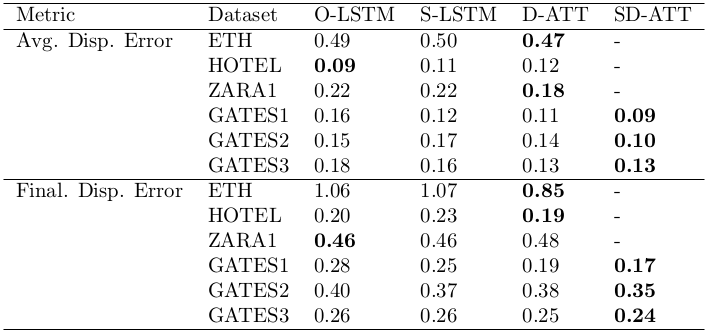 Metric Dataset O-LSTM S-LSTM D-ATT SD-ATT
Avg. Disp. Error ETH 0.49 0.50 0.47 -
HOTEL 0.09 0.11 0.12 -
ZARA1 0.22 0.22 0.18 -
GATES1 0.16 0.12 0.11 0.09
GATES2 0.15 0.17 0.14 0.10
GATES3 0.18 0.16 0.13 0.13
Final. Disp. Error ETH 1.06 1.07 0.85 -
HOTEL 0.20 0.23 0.19 -
ZARA1 0.46 0.46 0.48 -
GATES1 0.28 0.25 0.19 0.17
GATES2 0.40 0.37 0.38 0.35
GATES3 0.26 0.26 0.25 0.24